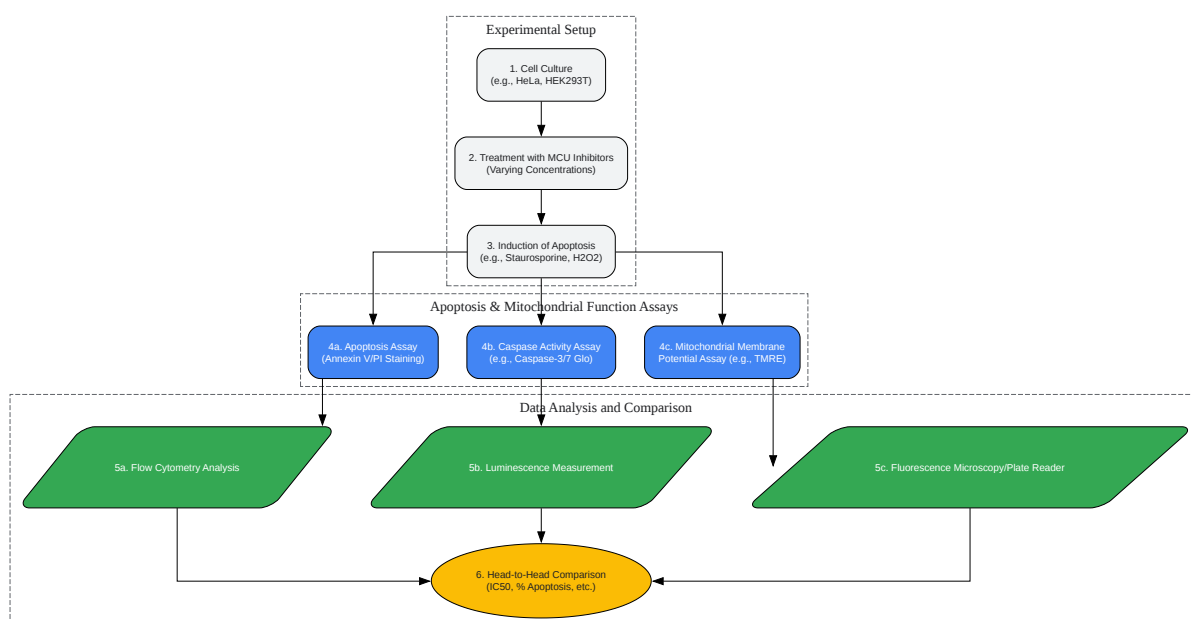 Experimental Setup
1. Cell Culture
(e.g., HeLa, HEK293T)
2. Treatment with MCU Inhibitors
(Varying Concentrations)
3. Induction of Apoptosis
(e.g., Staurosporine, H2O2)
Apoptosis & Mitochondrial Function Assays
4a. Apoptosis Assay
(Annexin V/PI Staining)
4b. Caspase Activity Assay
(e.g., Caspase-3/7 Glo)
4c. Mitochondrial Membrane
Potential Assay (e.g., TMRE)
Data Analysis and Comparison
5a. Flow Cytometry Analysis
5b. Luminescence Measurement
5c. Fluorescence Microscopy/Plate Reader
6. Head-to-Head Comparison
(IC50, % Apoptosis, etc.)